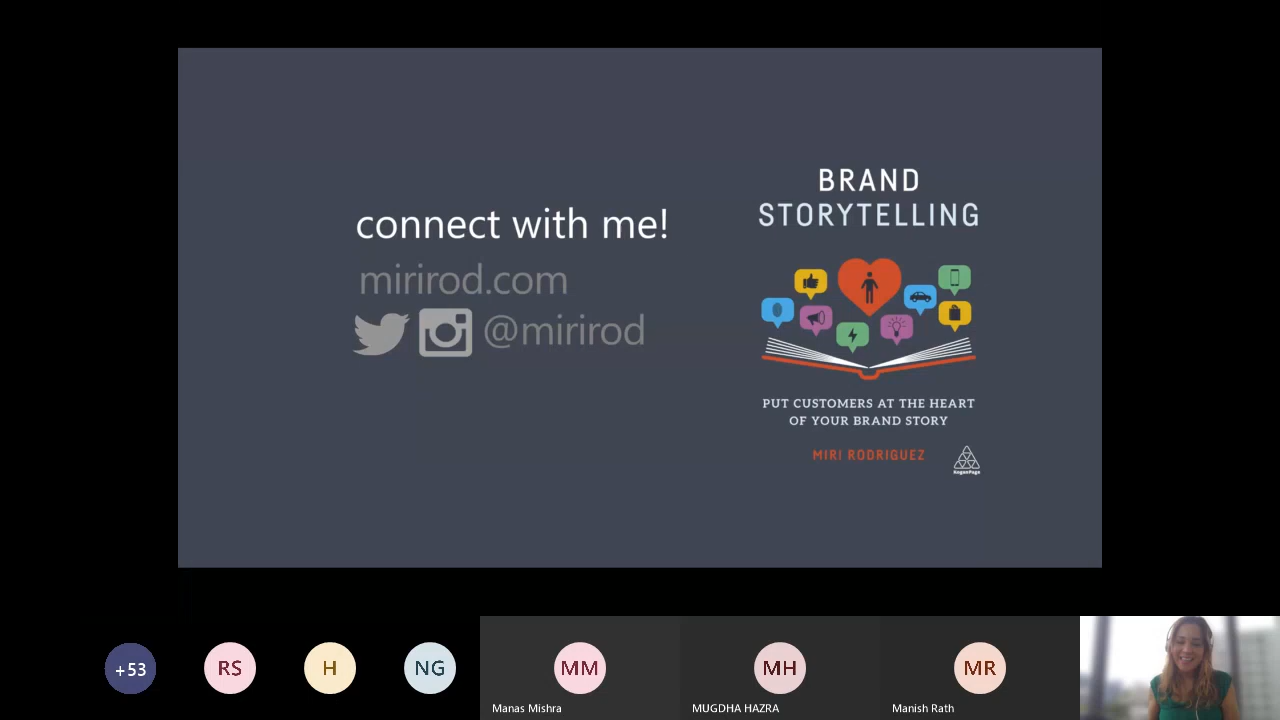 BRAND
STORYTELLING
connect with me!
mirirod.com
@mirirod
PUT CUSTOMERS AT THE HEART
OF YOUR BRAND STORY
MIRI RODRIGUEZ
KoganPage
+53
RS
H
NG
MM
MH
MR
Manas Mishra
MUGDHA HAZRA
Manish Rath